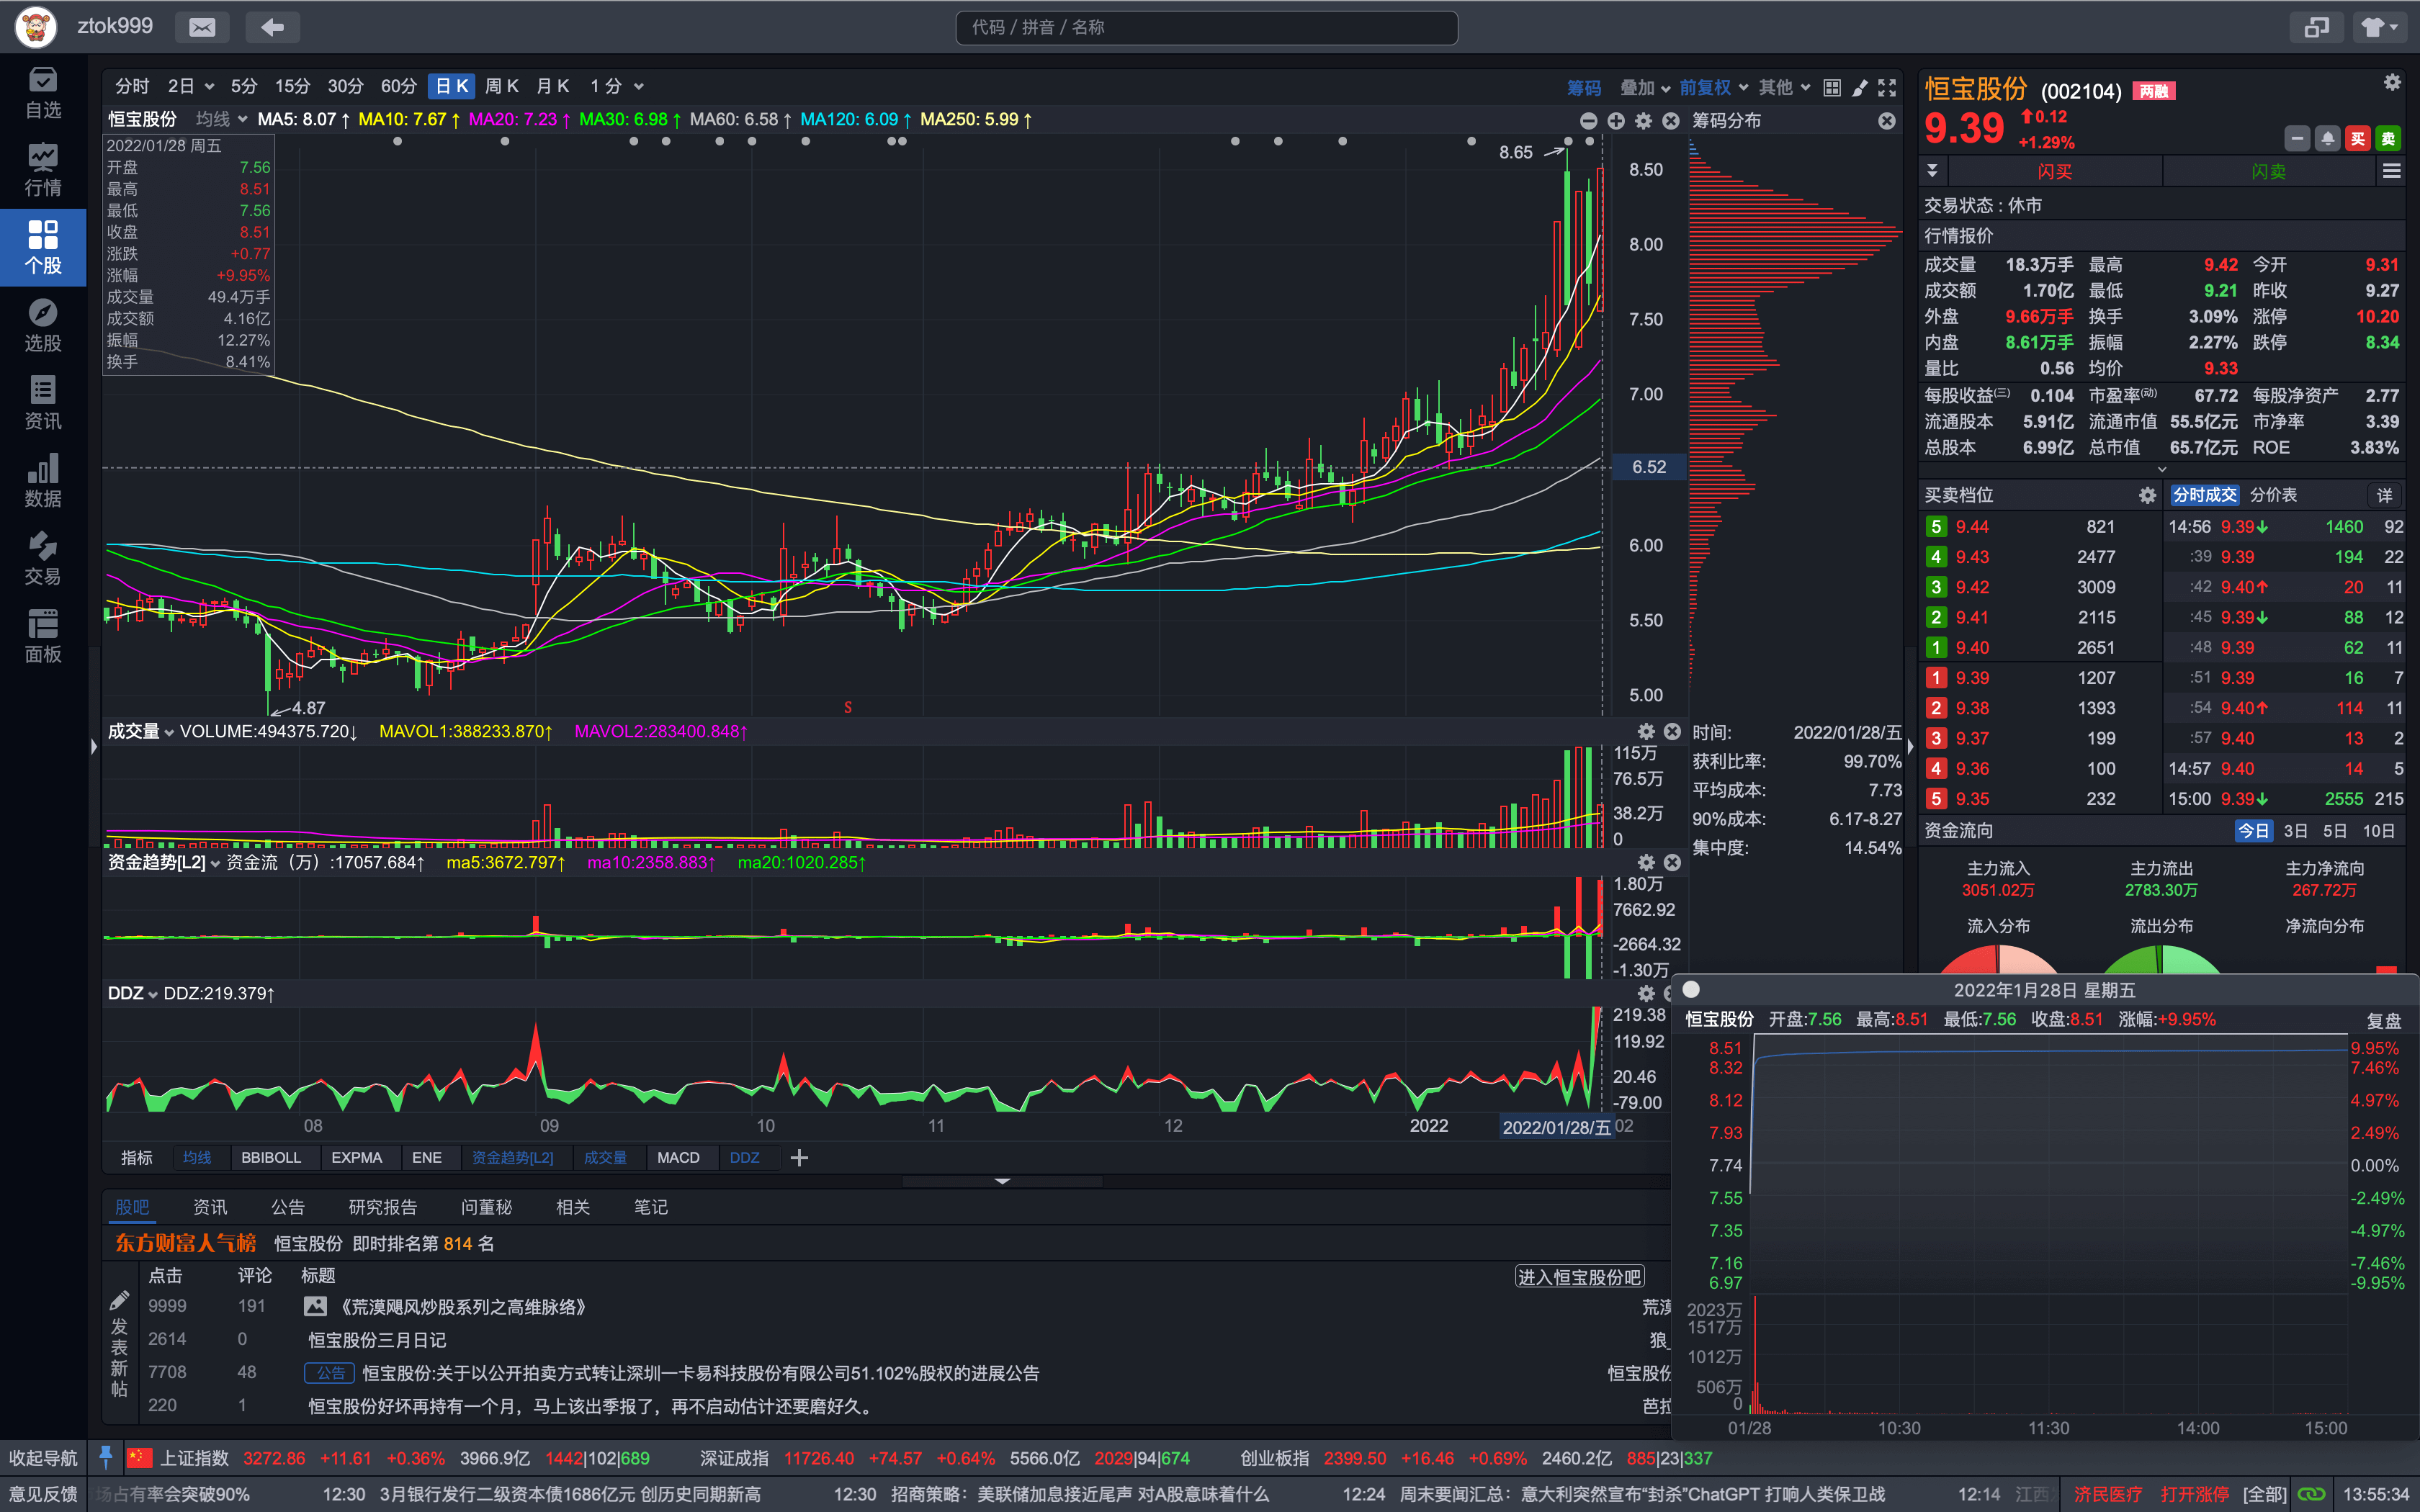 ztok999
代码 / 拼音 / 名称
自选
行情
个股
选股
资讯
数据
交易
面板
分时 2日 5分 15分 30分 60分 日K 周K 月K 1分 筹码 叠加 前复权 其他
恒宝股份 均线 MA5: 8.07↑ MA10: 7.67↑ MA20: 7.23↑ MA30: 6.98↑ MA60: 6.58↑ MA120: 6.09↑ MA250: 5.99↑
2022/01/28 周五
开盘 7.56
最高 8.51
最低 7.56
收盘 8.51
涨跌 +0.77
涨幅 +9.95%
成交量 49.4万手
成交额 4.16亿
振幅 12.27%
换手 8.41%
8.65
4.87
S
8.50
8.00
7.50
7.00
6.52
6.00
5.50
5.00
筹码分布
成交量 VOLUME:494375.720↓ MAVOL1:388233.870↑ MAVOL2:283400.848↑
115万
76.5万
38.2万
0
时间: 2022/01/28/五
获利比率: 99.70%
平均成本: 7.73
90%成本: 6.17-8.27
集中度: 14.54%
资金趋势[L2] 资金流（万）:17057.684↑ ma5:3672.797↑ ma10:2358.883↑ ma20:1020.285↑
1.80万
7662.92
-2664.32
-1.30万
DDZ DDZ:219.379↑
219.38
119.92
20.46
-79.00
08 09 10 11 12 2022 2022/01/28/五 02
指标 均线 BBIBOLL EXPMA ENE 资金趋势[L2] 成交量 MACD DDZ
股吧 资讯 公告 研究报告 问董秘 相关 笔记
东方财富人气榜 恒宝股份 即时排名第 814 名
点击 评论 标题 进入恒宝股份吧
发表新帖
9999 191 《荒漠飓风炒股系列之高维脉络》 荒漠
2614 0 恒宝股份三月日记 狼_
7708 48 公告 恒宝股份:关于以公开拍卖方式转让深圳一卡易科技股份有限公司51.102%股权的进展公告 恒宝股份
220 1 恒宝股份好坏再持有一个月，马上该出季报了，再不启动估计还要磨好久。 芭拉
恒宝股份 (002104) 两融
9.39 0.12
+1.29%
买 卖
闪买 闪卖
交易状态 : 休市
行情报价
成交量 18.3万手 最高 9.42 今开 9.31
成交额 1.70亿 最低 9.21 昨收 9.27
外盘 9.66万手 换手 3.09% 涨停 10.20
内盘 8.61万手 振幅 2.27% 跌停 8.34
量比 0.56 均价 9.33
每股收益(三) 0.104 市盈率(动) 67.72 每股净资产 2.77
流通股本 5.91亿 流通市值 55.5亿元 市净率 3.39
总股本 6.99亿 总市值 65.7亿元 ROE 3.83%
买卖档位 分时成交 分价表 详
5 9.44 821 14:56 9.39↓ 1460 92
4 9.43 2477 :39 9.39 194 22
3 9.42 3009 :42 9.40↑ 20 11
2 9.41 2115 :45 9.39↓ 88 12
1 9.40 2651 :48 9.39 62 11
1 9.39 1207 :51 9.39 16 7
2 9.38 1393 :54 9.40↑ 114 11
3 9.37 199 :57 9.40 13 2
4 9.36 100 14:57 9.40 14 5
5 9.35 232 15:00 9.39↓ 2555 215
资金流向 今日 3日 5日 10日
主力流入 主力流出 主力净流向
3051.02万 2783.30万 267.72万
流入分布 流出分布 净流向分布
2022年1月28日 星期五
恒宝股份 开盘:7.56 最高:8.51 最低:7.56 收盘:8.51 涨幅:+9.95% 复盘
8.51 9.95%
8.32 7.46%
8.12 4.97%
7.93 2.49%
7.74 0.00%
7.55 -2.49%
7.35 -4.97%
7.16 -7.46%
6.97 -9.95%
2023万
1517万
1012万
506万
0
01/28 10:30 11:30 14:00 15:00
收起导航 上证指数 3272.86 +11.61 +0.36% 3966.9亿 1442|102|689 深证成指 11726.40 +74.57 +0.64% 5566.0亿 2029|94|674 创业板指 2399.50 +16.46 +0.69% 2460.2亿 885|23|337
意见反馈 场占有率会突破90% 12:30 3月银行发行二级资本债1686亿元 创历史同期新高 12:30 招商策略：美联储加息接近尾声 对A股意味着什么 12:24 周末要闻汇总：意大利突然宣布“封杀”ChatGPT 打响人类保卫战 12:14 江西 济民医疗 打开涨停 [全部] 13:55:34